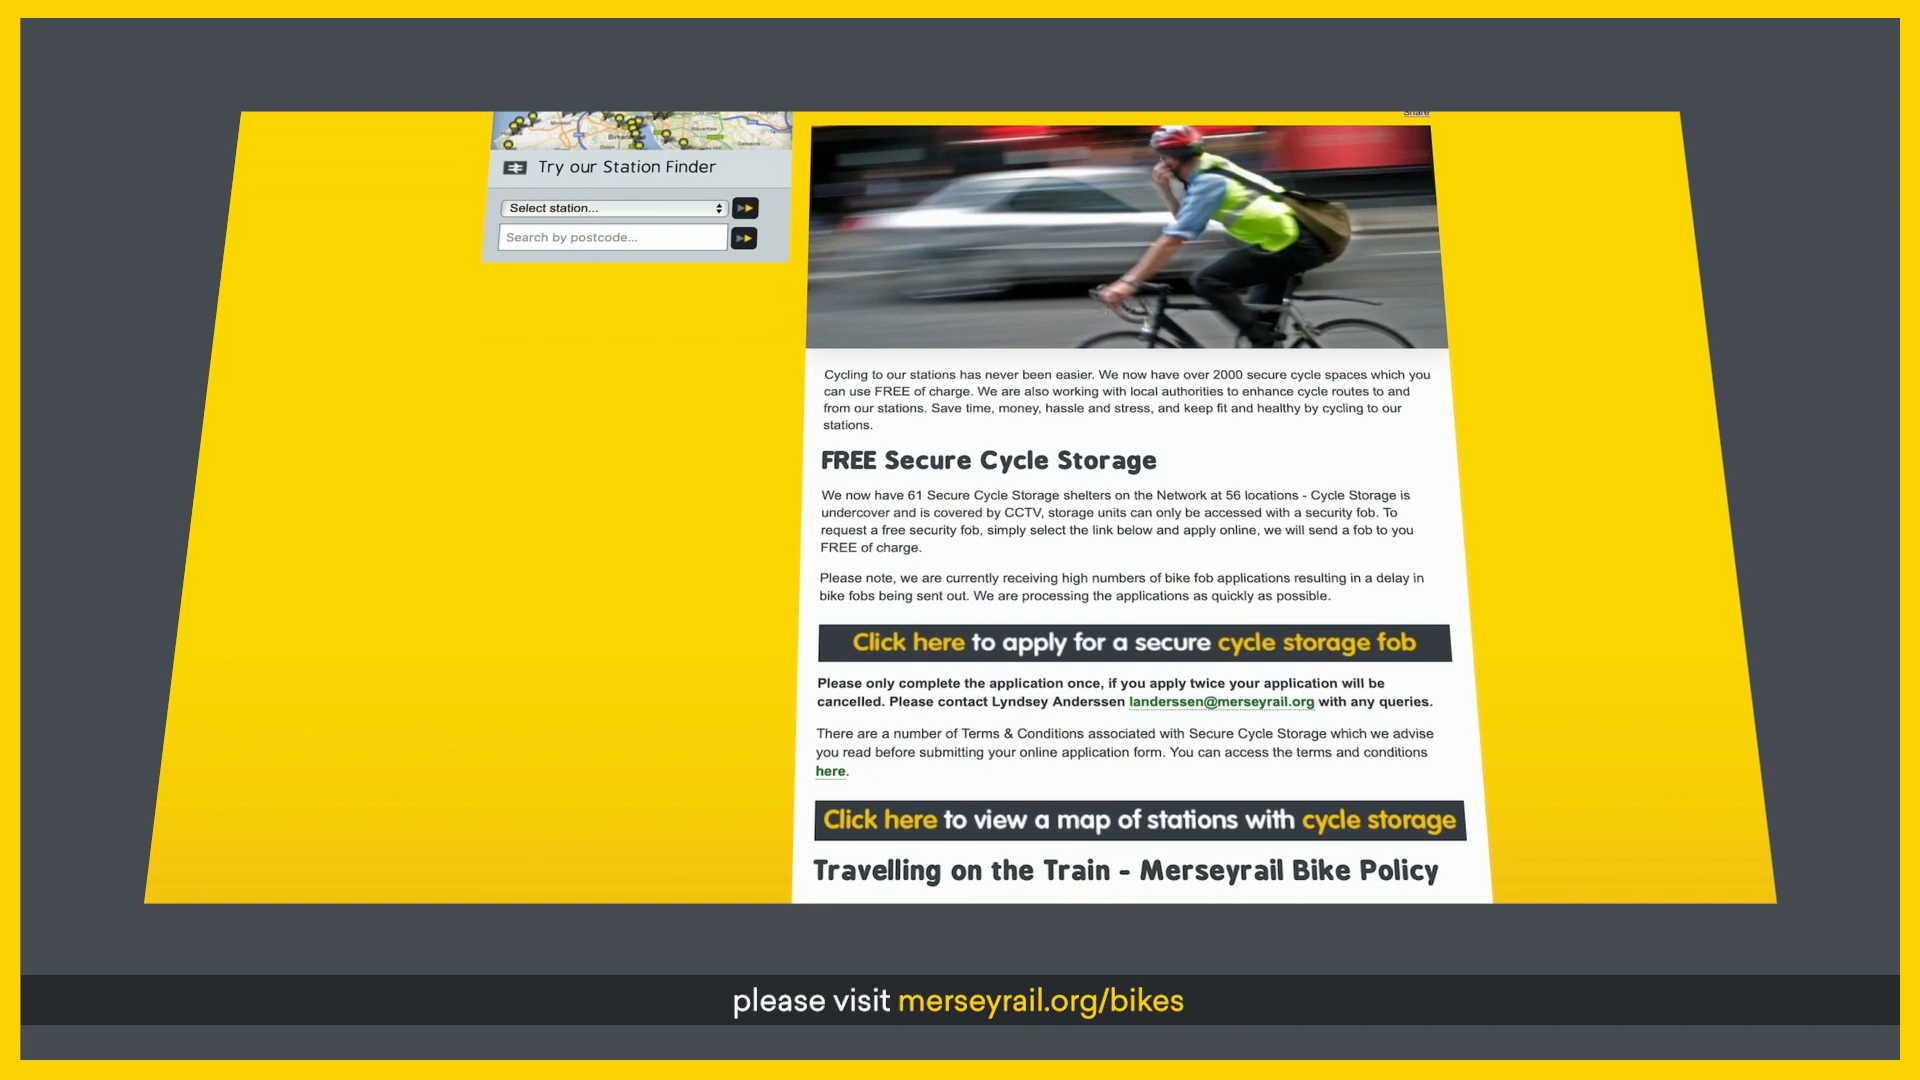 Share
Try our Station Finder
Select station...
Search by postcode...
Cycling to our stations has never been easier. We now have over 2000 secure cycle spaces which you
can use FREE of charge. We are also working with local authorities to enhance cycle routes to and
from our stations. Save time, money, hassle and stress, and keep fit and healthy by cycling to our
stations.
FREE Secure Cycle Storage
We now have 61 Secure Cycle Storage shelters on the Network at 56 locations - Cycle Storage is
undercover and is covered by CCTV, storage units can only be accessed with a security fob. To
request a free security fob, simply select the link below and apply online, we will send a fob to you
FREE of charge.
Please note, we are currently receiving high numbers of bike fob applications resulting in a delay in
bike fobs being sent out. We are processing the applications as quickly as possible.
Click here to apply for a secure cycle storage fob
Please only complete the application once, if you apply twice your application will be
cancelled. Please contact Lyndsey Anderssen landerssen@merseyrail.org with any queries.
There are a number of Terms & Conditions associated with Secure Cycle Storage which we advise
you read before submitting your online application form. You can access the terms and conditions
here.
Click here to view a map of stations with cycle storage
Travelling on the Train - Merseyrail Bike Policy
please visit merseyrail.org/bikes